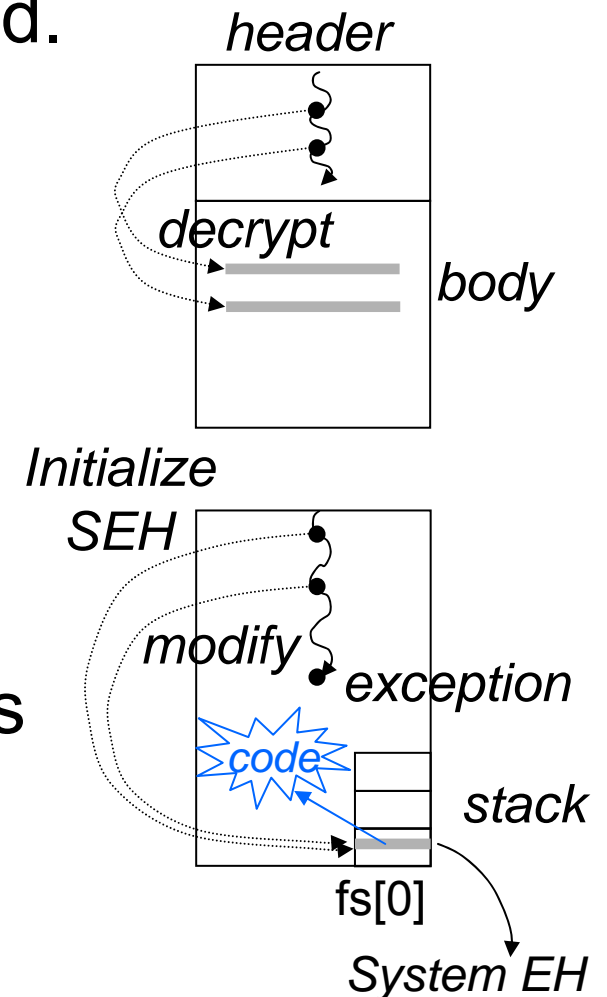 d.
header
decrypt
body
Initialize
SEH
modify
exception
s
code
stack
fs[0]
System EH